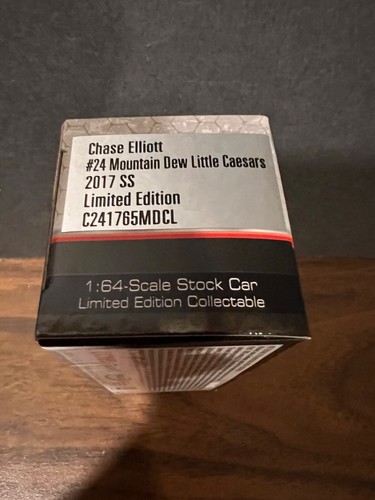 Chase Elliott
#24 Mountain Dew Little Caesars
2017 SS
Limited Edition
C241765MDCL
1:64-Scale Stock Car
Limited Edition Collectable